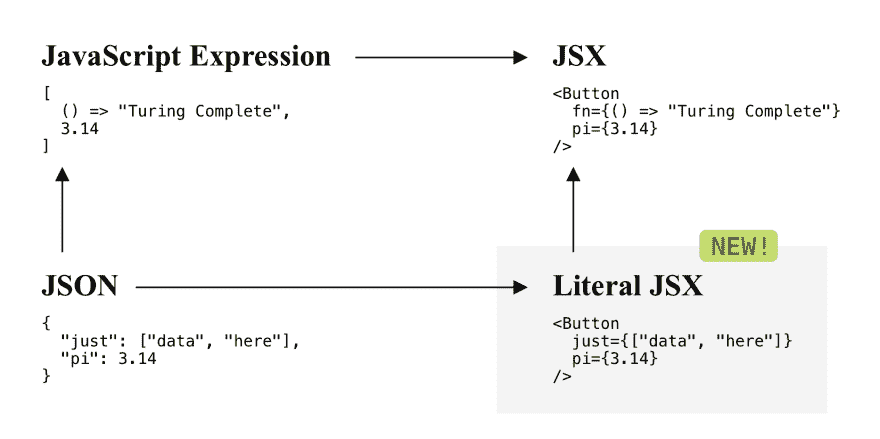 JavaScript Expression
[
  () => "Turing Complete",
  3.14
]
JSX
<Button
  fn={() => "Turing Complete"}
  pi={3.14}
/>
JSON
{
  "just": ["data", "here"],
  "pi": 3.14
}
NEW!
Literal JSX
<Button
  just={["data", "here"]}
  pi={3.14}
/>